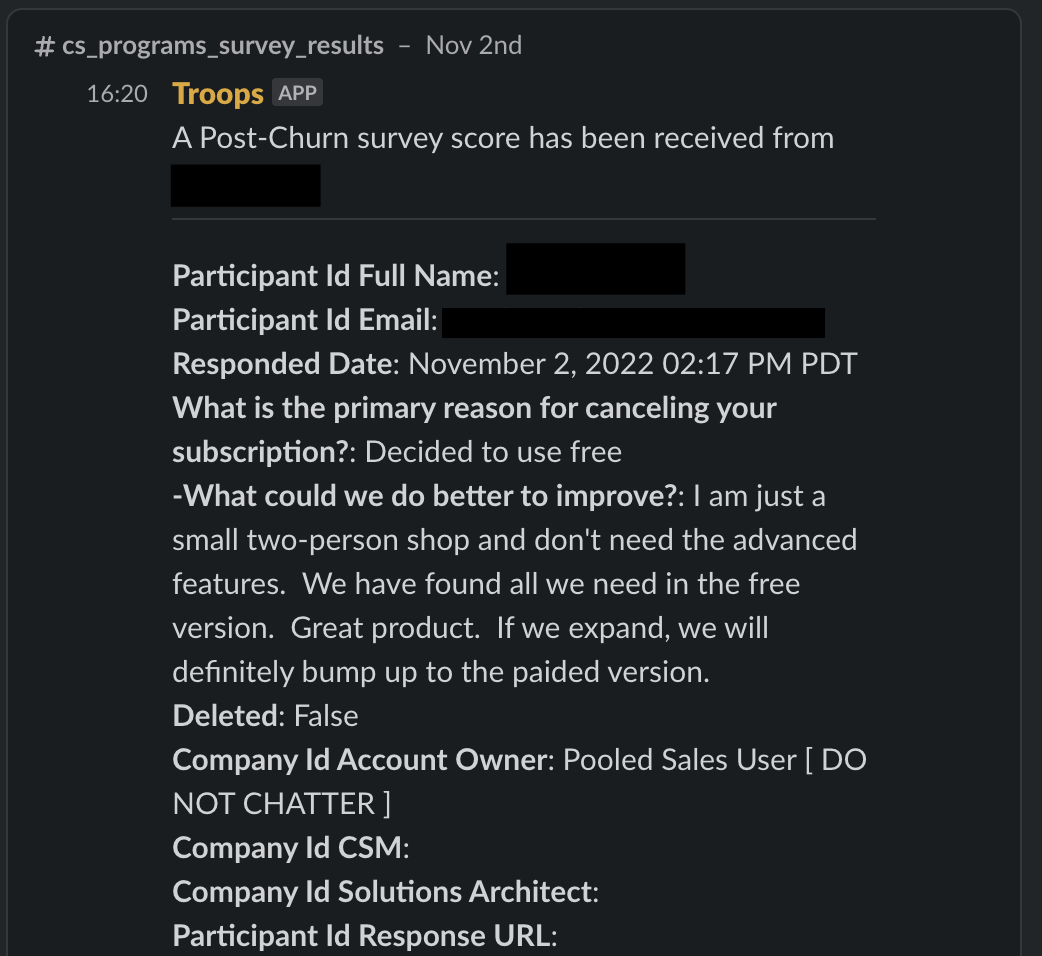 # cs_programs_survey_results – Nov 2nd
16:20 Troops APP
A Post-Churn survey score has been received from
Participant Id Full Name:
Participant Id Email:
Responded Date: November 2, 2022 02:17 PM PDT
What is the primary reason for canceling your
subscription?: Decided to use free
-What could we do better to improve?: I am just a
small two-person shop and don't need the advanced
features.  We have found all we need in the free
version.  Great product.  If we expand, we will
definitely bump up to the paided version.
Deleted: False
Company Id Account Owner: Pooled Sales User [ DO
NOT CHATTER ]
Company Id CSM:
Company Id Solutions Architect:
Participant Id Response URL: